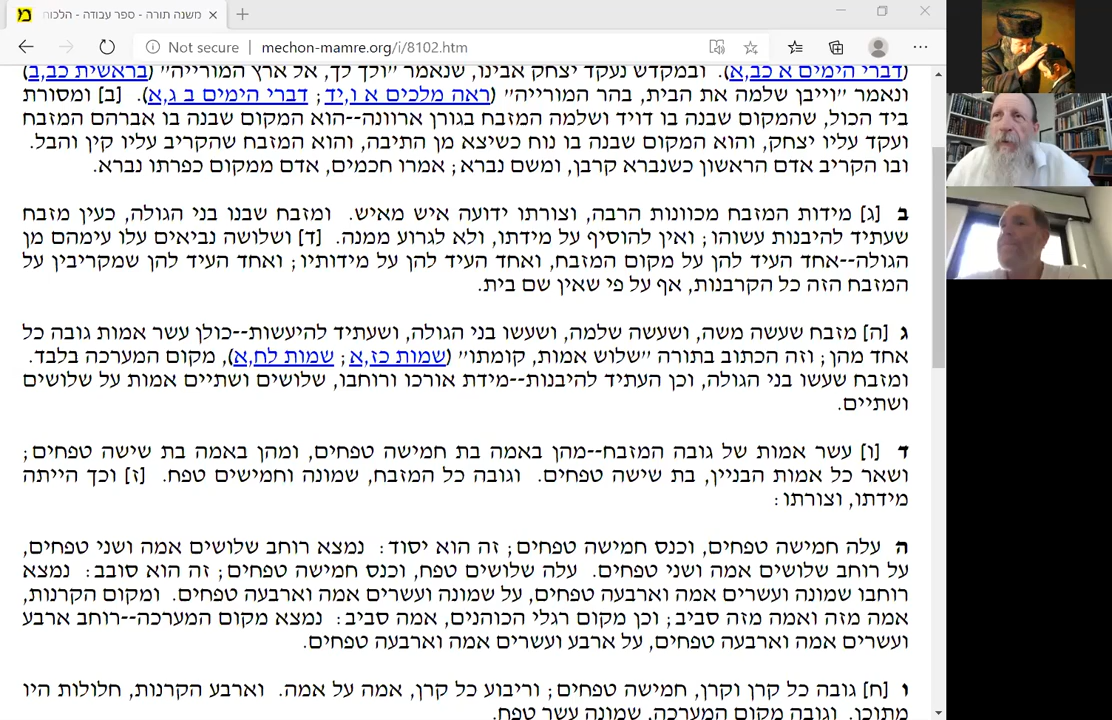 משנה תורה - ספר עבודה - הלכות
Not secure | mechon-mamre.org/i/8102.htm
(דברי הימים א כב,א). ובמקדש נעקד יצחק אבינו, שנאמר "ולך לך, אל ארץ המורייה" (בראשית כב,ב)
ונאמר "וייבן שלמה את הבית, בהר המורייה" (ראה מלכים א ו,יד; דברי הימים ב ג,א). [ב] ומסורת
ביד הכול, שהמקום שבנה בו דויד ושלמה המזבח בגורן ארוונה--הוא המקום שבנה בו אברהם המזבח
ועקד עליו יצחק, והוא המקום שבנה בו נוח כשיצא מן התיבה, והוא המזבח שהקריב עליו קין והבל.
ובו הקריב אדם הראשון כשנברא קרבן, ומשם נברא; אמרו חכמים, אדם ממקום כפרתו נברא.
ב [ג] מידות המזבח מכוונות הרבה, וצורתו ידועה איש מאיש. ומזבח שבנו בני הגולה, כעין מזבח
שעתיד להיבנות עשוהו; ואין להוסיף על מידתו, ולא לגרוע ממנה. [ד] ושלושה נביאים עלו עימהם מן
הגולה--אחד העיד להן על מקום המזבח, ואחד העיד להן על מידותיו; ואחד העיד להן שמקריבין על
המזבח הזה כל הקרבנות, אף על פי שאין שם בית.
ג [ה] מזבח שעשה משה, ושעשה שלמה, ושעשו בני הגולה, ושעתיד להיעשות--כולן עשר אמות גובה כל
אחד מהן; וזה הכתוב בתורה "שלוש אמות, קומתו" (שמות כז,א; שמות לח,א), מקום המערכה בלבד.
ומזבח שעשו בני הגולה, וכן העתיד להיבנות--מידת אורכו ורוחבו, שלושים ושתיים אמות על שלושים
ושתיים.
ד [ו] עשר אמות של גובה המזבח--מהן באמה בת חמישה טפחים, ומהן באמה בת שישה טפחים;
ושאר כל אמות הבניין, בת שישה טפחים. וגובה כל המזבח, שמונה וחמישים טפח. [ז] וכך הייתה
מידתו, וצורתו:
ה עלה חמישה טפחים, וכנס חמישה טפחים; זה הוא יסוד: נמצא רוחב שלושים אמה ושני טפחים,
על רוחב שלושים אמה ושני טפחים. עלה שלושים טפח, וכנס חמישה טפחים; זה הוא סובב: נמצא
רוחבו שמונה ועשרים אמה וארבעה טפחים, על שמונה ועשרים אמה וארבעה טפחים. ומקום הקרנות,
אמה מזה ואמה מזה סביב; וכן מקום רגלי הכוהנים, אמה סביב: נמצא מקום המערכה--רוחב ארבע
ועשרים אמה וארבעה טפחים, על ארבע ועשרים אמה וארבעה טפחים.
ו [ח] גובה כל קרן וקרן, חמישה טפחים; וריבוע כל קרן, אמה על אמה. וארבע הקרנות, חלולות היו
מתוכן. וגובה מקום המערכה, שמונה עשר טפח.